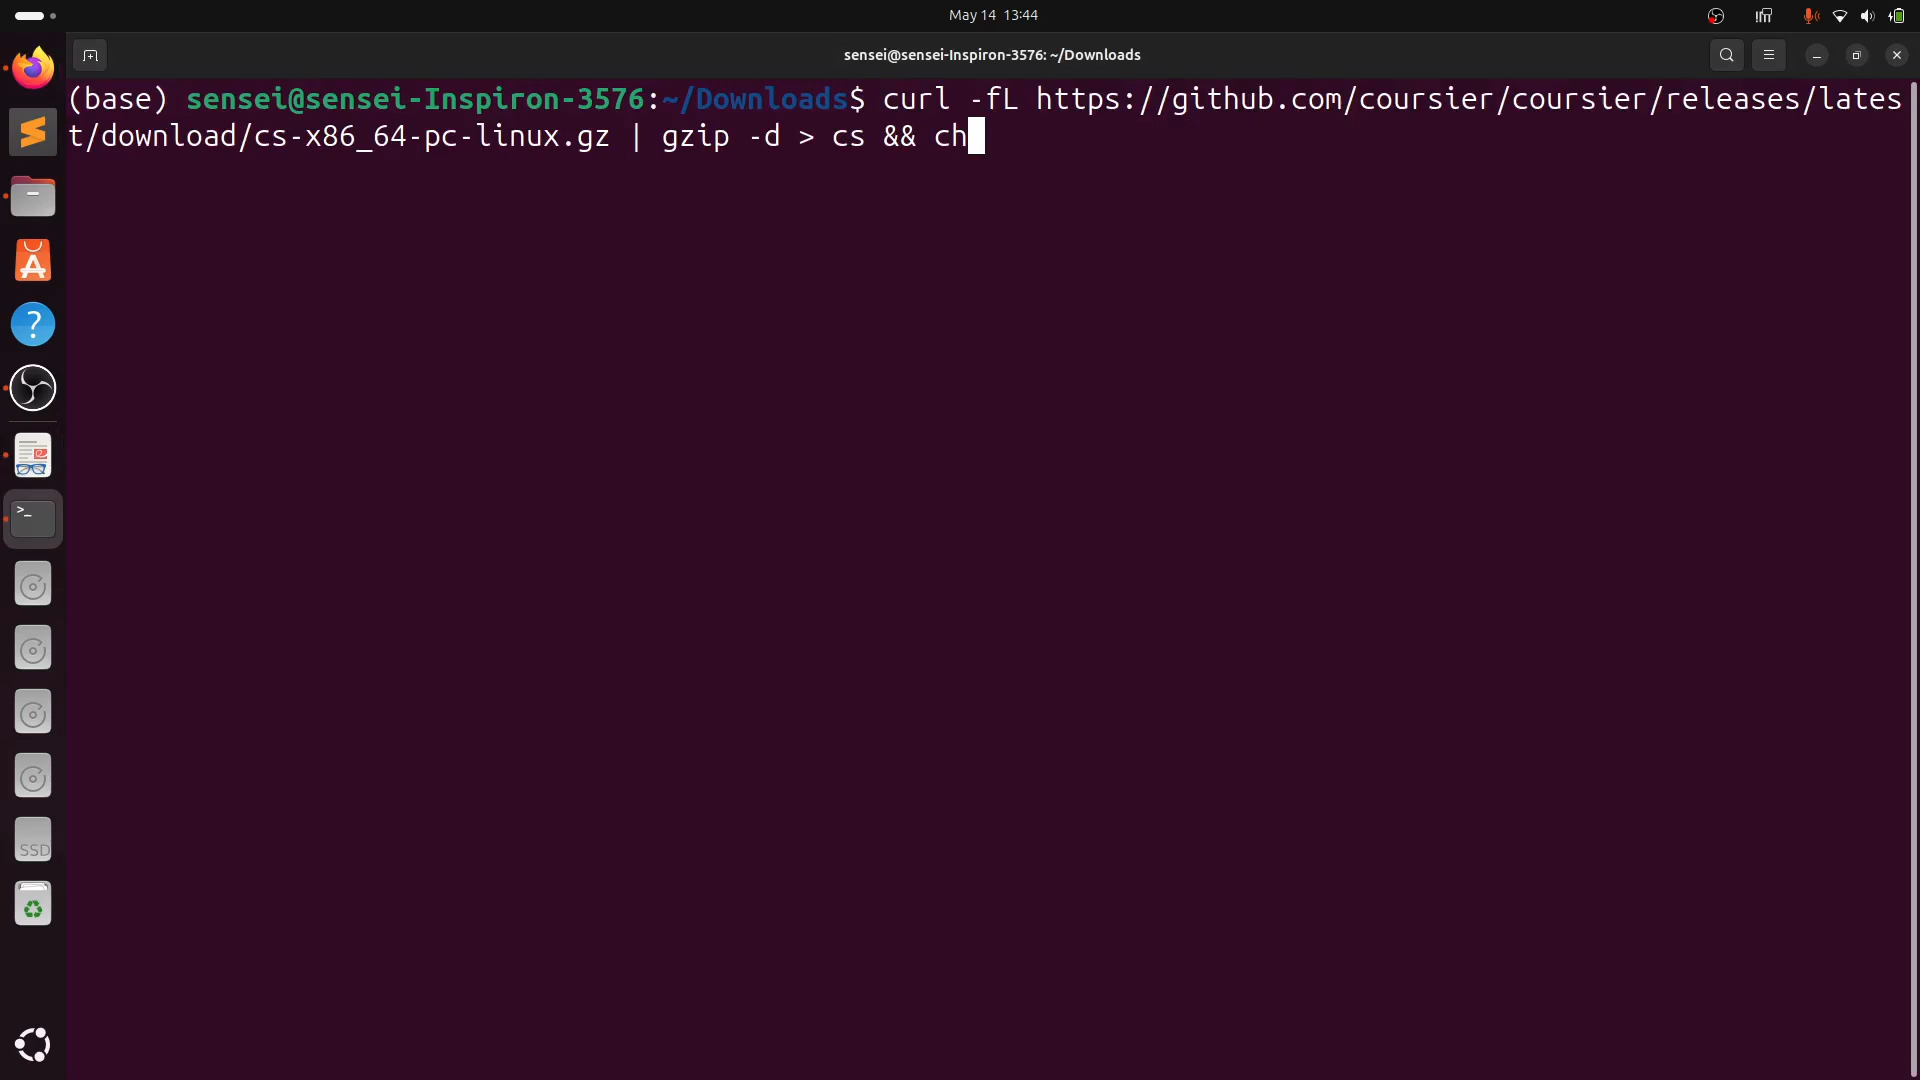 May 14 13:44
sensei@sensei-Inspiron-3576: ~/Downloads
(base) sensei@sensei-Inspiron-3576:~/Downloads$ curl -fL https://github.com/coursier/coursier/releases/lates
t/download/cs-x86_64-pc-linux.gz | gzip -d > cs && ch
>_
SSD